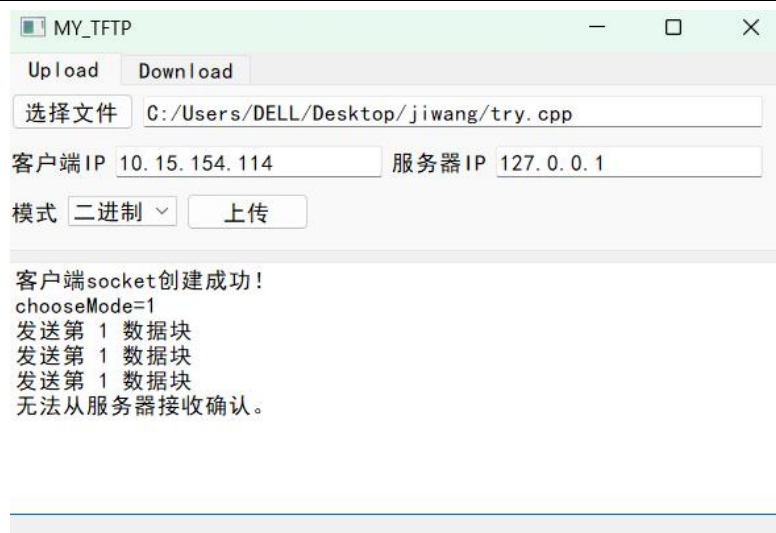 MY_TFTP
Upload Download
选择文件 C:/Users/DELL/Desktop/jiwang/try.cpp
客户端IP 10.15.154.114 服务器IP 127.0.0.1
模式 二进制 上传
客户端socket创建成功!
chooseMode=1
发送第 1 数据块
发送第 1 数据块
发送第 1 数据块
无法从服务器接收确认。